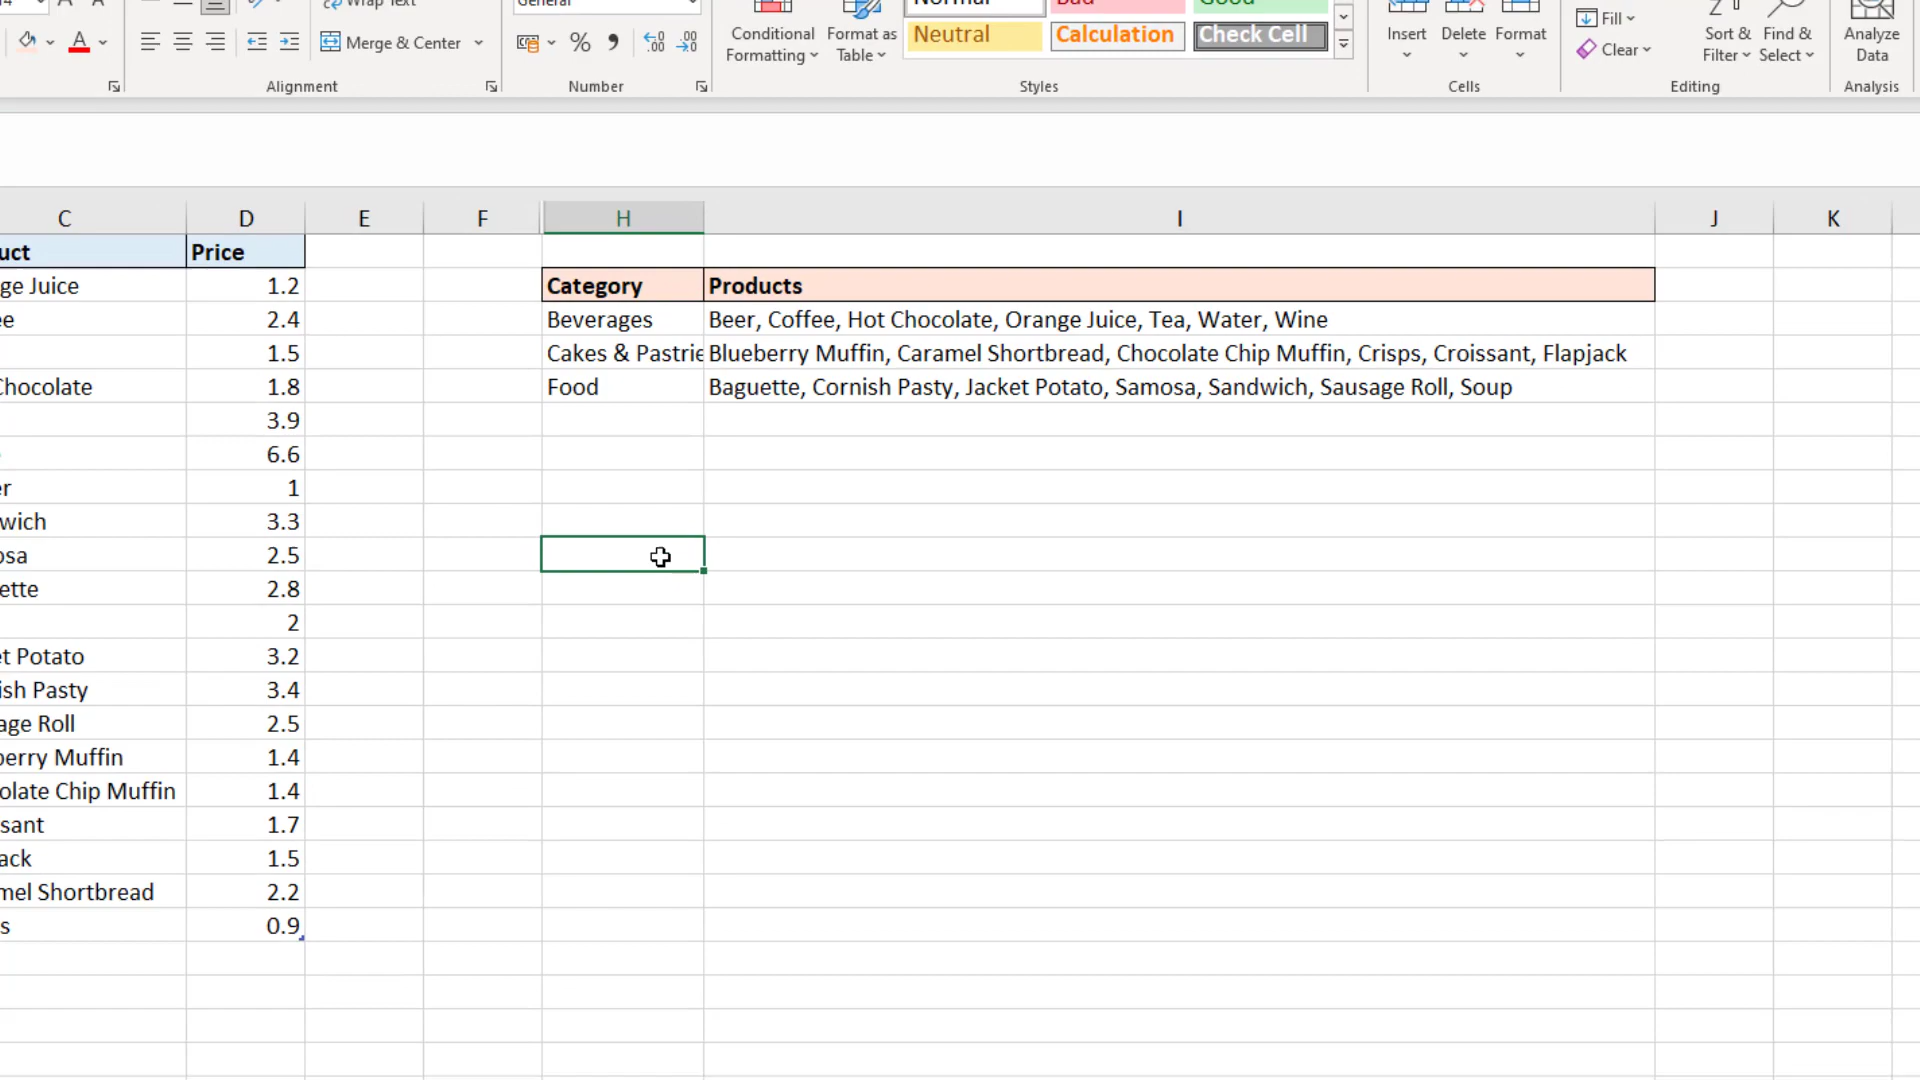 Wrap Text
General
Normal
Bad
Good
Merge & Center
%
Conditional Formatting
Format as Table
Neutral
Calculation
Check Cell
Insert
Delete
Format
Fill
Clear
Sort & Filter
Find & Select
Analyze Data
Alignment
Number
Styles
Cells
Editing
Analysis
C D E F H I J K
uct Price
ge Juice 1.2 Category Products
ee 2.4 Beverages Beer, Coffee, Hot Chocolate, Orange Juice, Tea, Water, Wine
1.5 Cakes & Pastrie Blueberry Muffin, Caramel Shortbread, Chocolate Chip Muffin, Crisps, Croissant, Flapjack
Chocolate 1.8 Food Baguette, Cornish Pasty, Jacket Potato, Samosa, Sandwich, Sausage Roll, Soup
3.9
6.6
er 1
wich 3.3
osa 2.5
ette 2.8
2
et Potato 3.2
ish Pasty 3.4
age Roll 2.5
berry Muffin 1.4
olate Chip Muffin 1.4
sant 1.7
ack 1.5
mel Shortbread 2.2
s 0.9